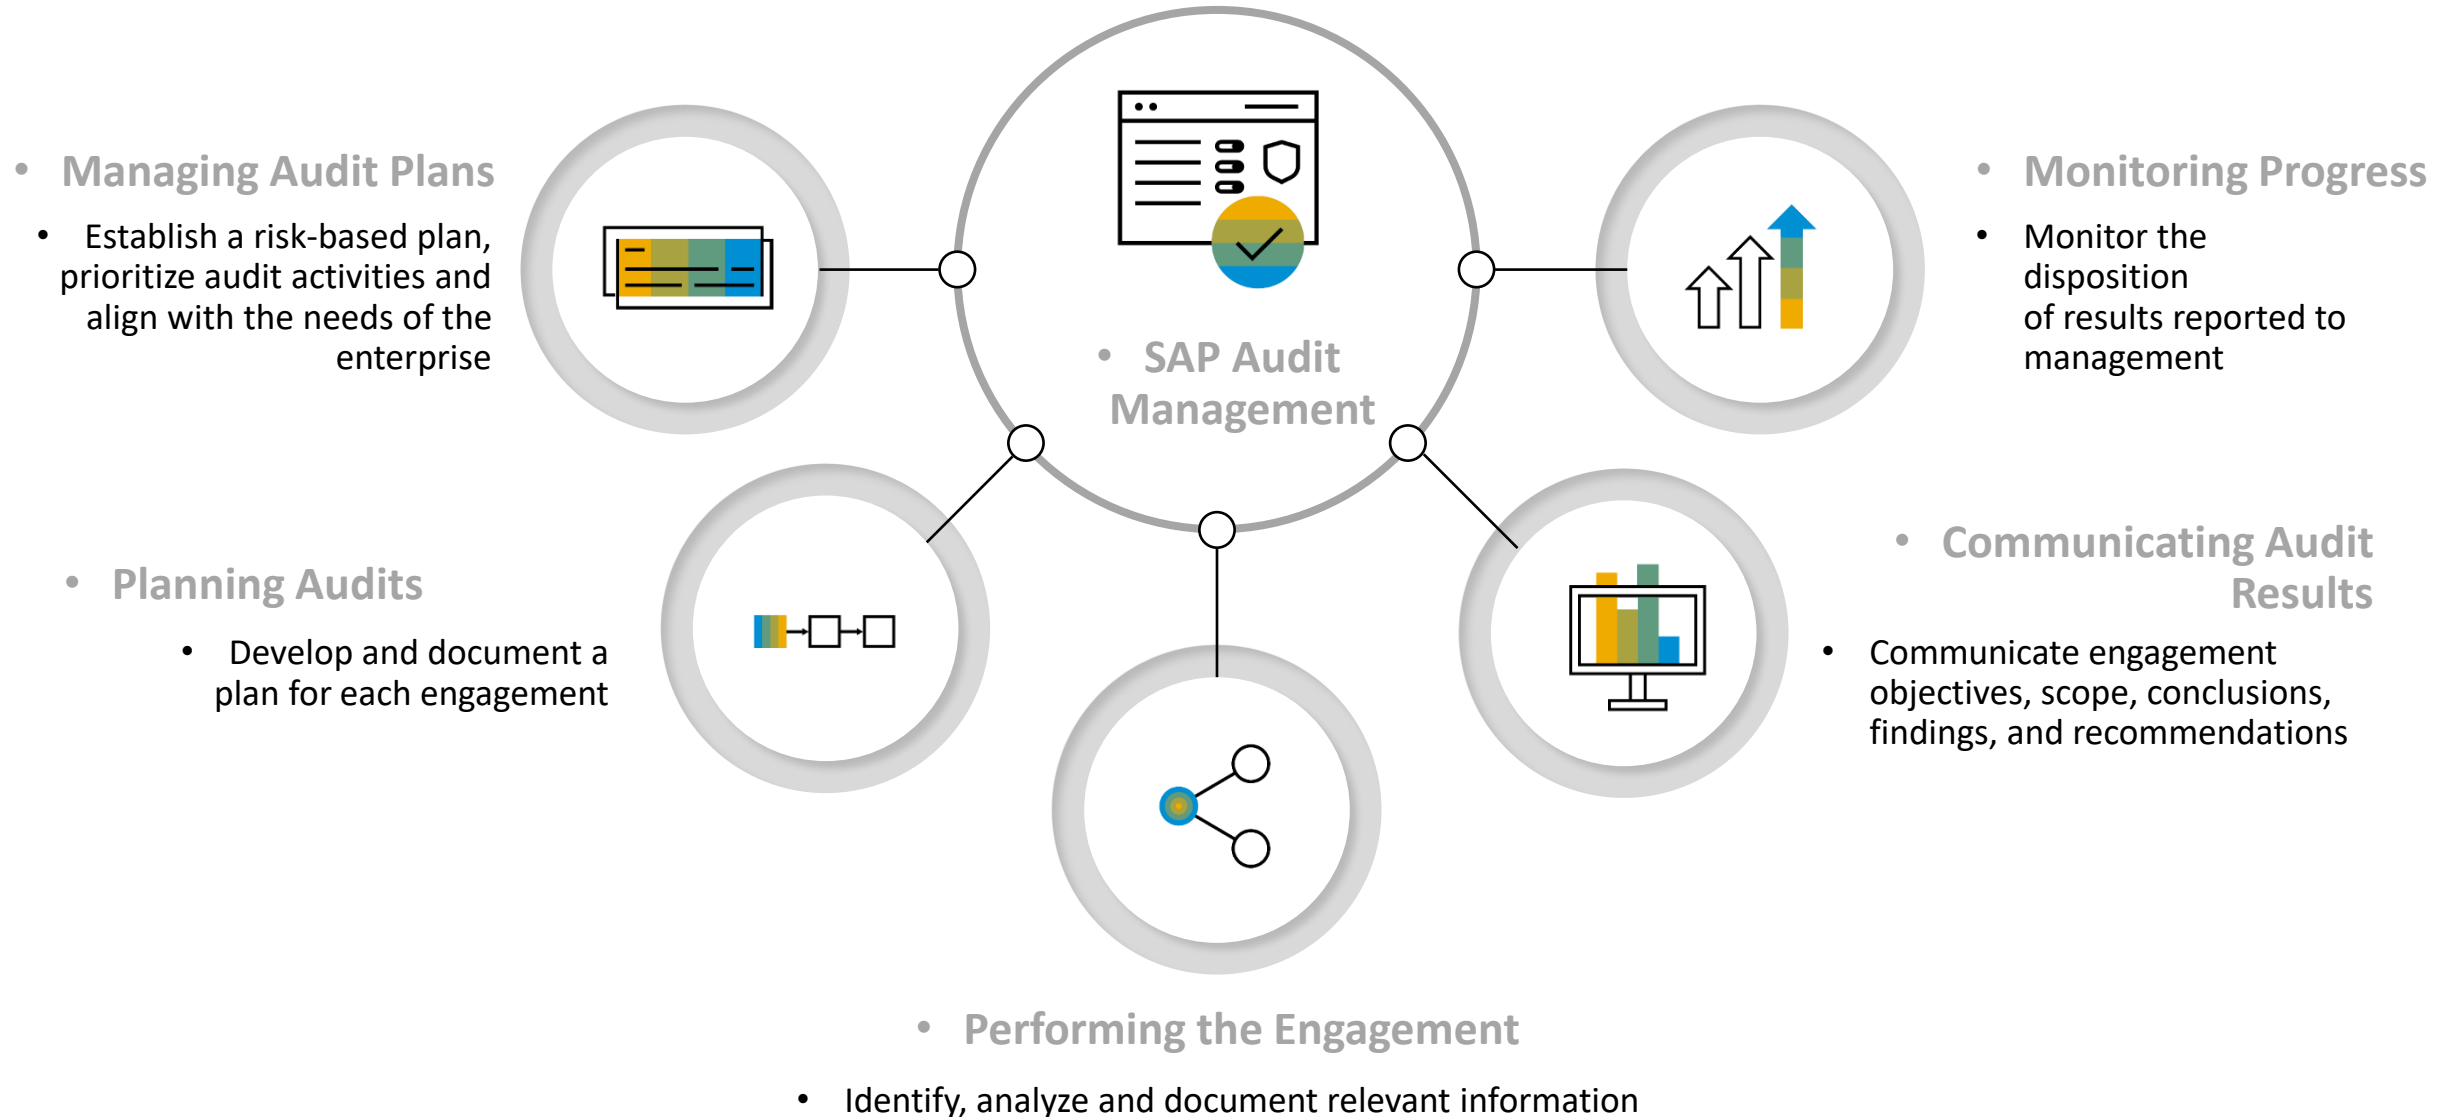 • Managing Audit Plans
• Establish a risk-based plan,
prioritize audit activities and
align with the needs of the
enterprise
• Planning Audits
• Develop and document a
plan for each engagement
• SAP Audit
Management
• Performing the Engagement
• Identify, analyze and document relevant information
• Monitoring Progress
• Monitor the
disposition
of results reported to
management
• Communicating Audit
Results
• Communicate engagement
objectives, scope, conclusions,
findings, and recommendations